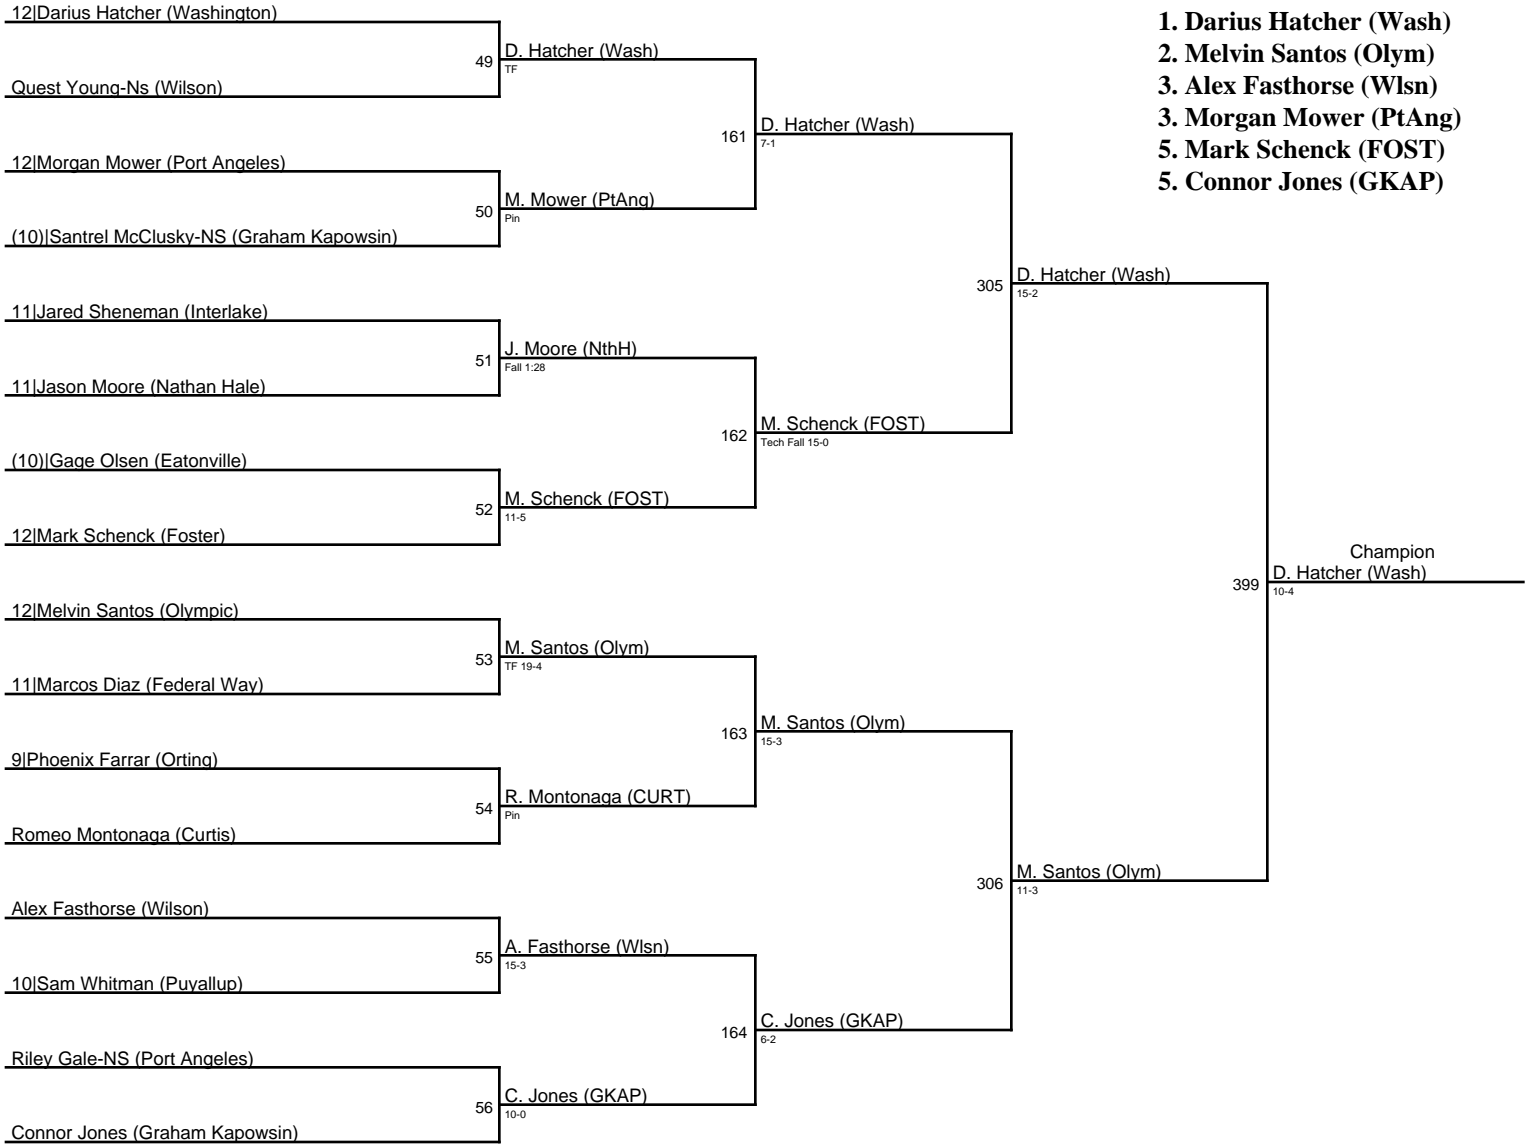 12|Darius Hatcher (Washington)
49
D. Hatcher (Wash)
TF
Quest Young-Ns (Wilson)
161
D. Hatcher (Wash)
7-1
12|Morgan Mower (Port Angeles)
50
M. Mower (PtAng)
Pin
(10)|Santrel McClusky-NS (Graham Kapowsin)
305
D. Hatcher (Wash)
15-2
11|Jared Sheneman (Interlake)
51
J. Moore (NthH)
Fall 1:28
11|Jason Moore (Nathan Hale)
162
M. Schenck (FOST)
Tech Fall 15-0
(10)|Gage Olsen (Eatonville)
52
M. Schenck (FOST)
11-5
12|Mark Schenck (Foster)
Champion
399
D. Hatcher (Wash)
10-4
12|Melvin Santos (Olympic)
53
M. Santos (Olym)
TF 19-4
11|Marcos Diaz (Federal Way)
163
M. Santos (Olym)
15-3
9|Phoenix Farrar (Orting)
54
R. Montonaga (CURT)
Pin
Romeo Montonaga (Curtis)
306
M. Santos (Olym)
11-3
Alex Fasthorse (Wilson)
55
A. Fasthorse (Wlsn)
15-3
10|Sam Whitman (Puyallup)
164
C. Jones (GKAP)
6-2
Riley Gale-NS (Port Angeles)
56
C. Jones (GKAP)
10-0
Connor Jones (Graham Kapowsin)
1. Darius Hatcher (Wash)
2. Melvin Santos (Olym)
3. Alex Fasthorse (Wlsn)
3. Morgan Mower (PtAng)
5. Mark Schenck (FOST)
5. Connor Jones (GKAP)